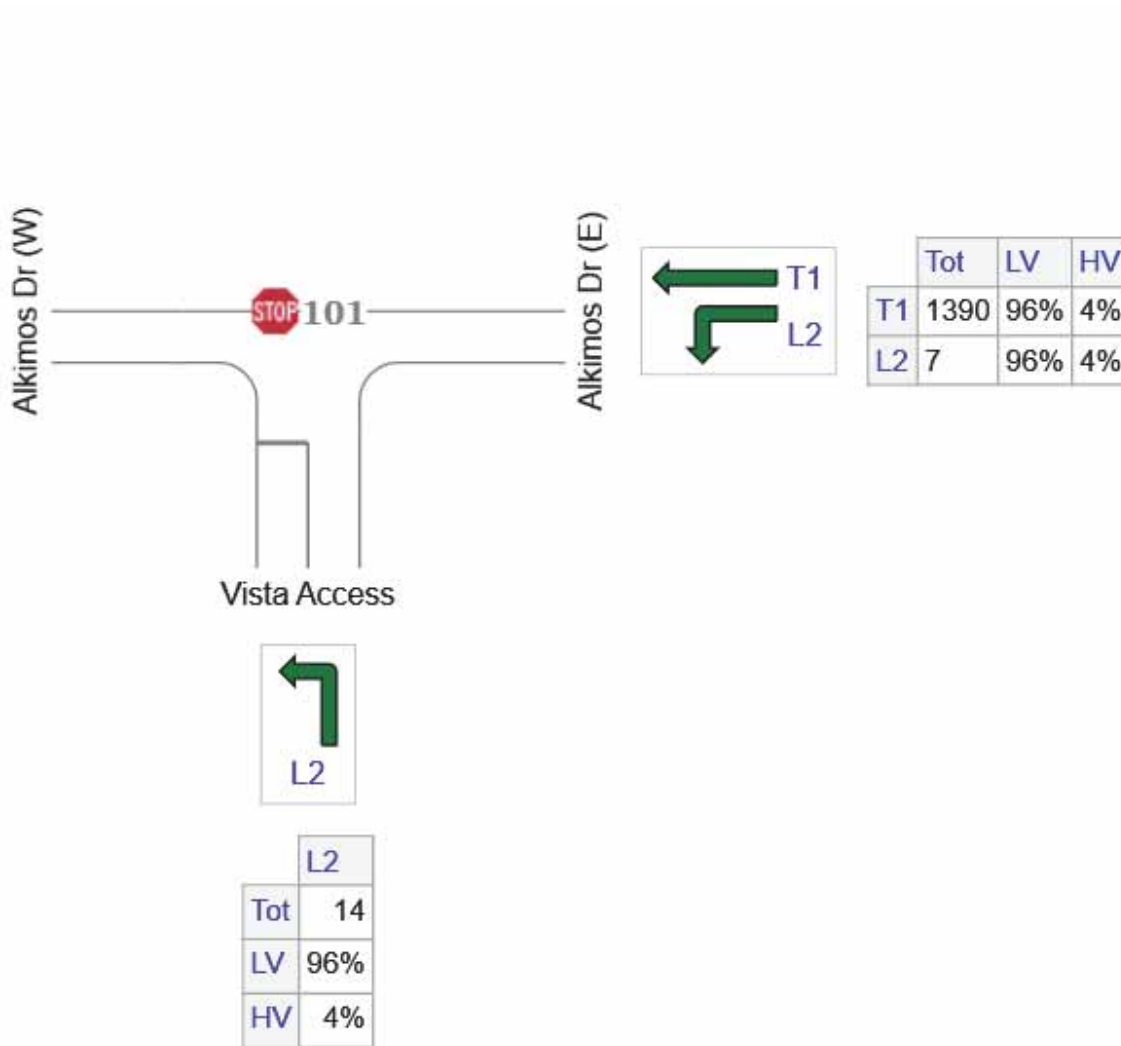 Alkimos Dr (W)
STOP 101
Alkimos Dr (E)
T1
L2
Tot LV HV
T1 1390 96% 4%
L2 7 96% 4%
Vista Access
L2
L2
Tot 14
LV 96%
HV 4%